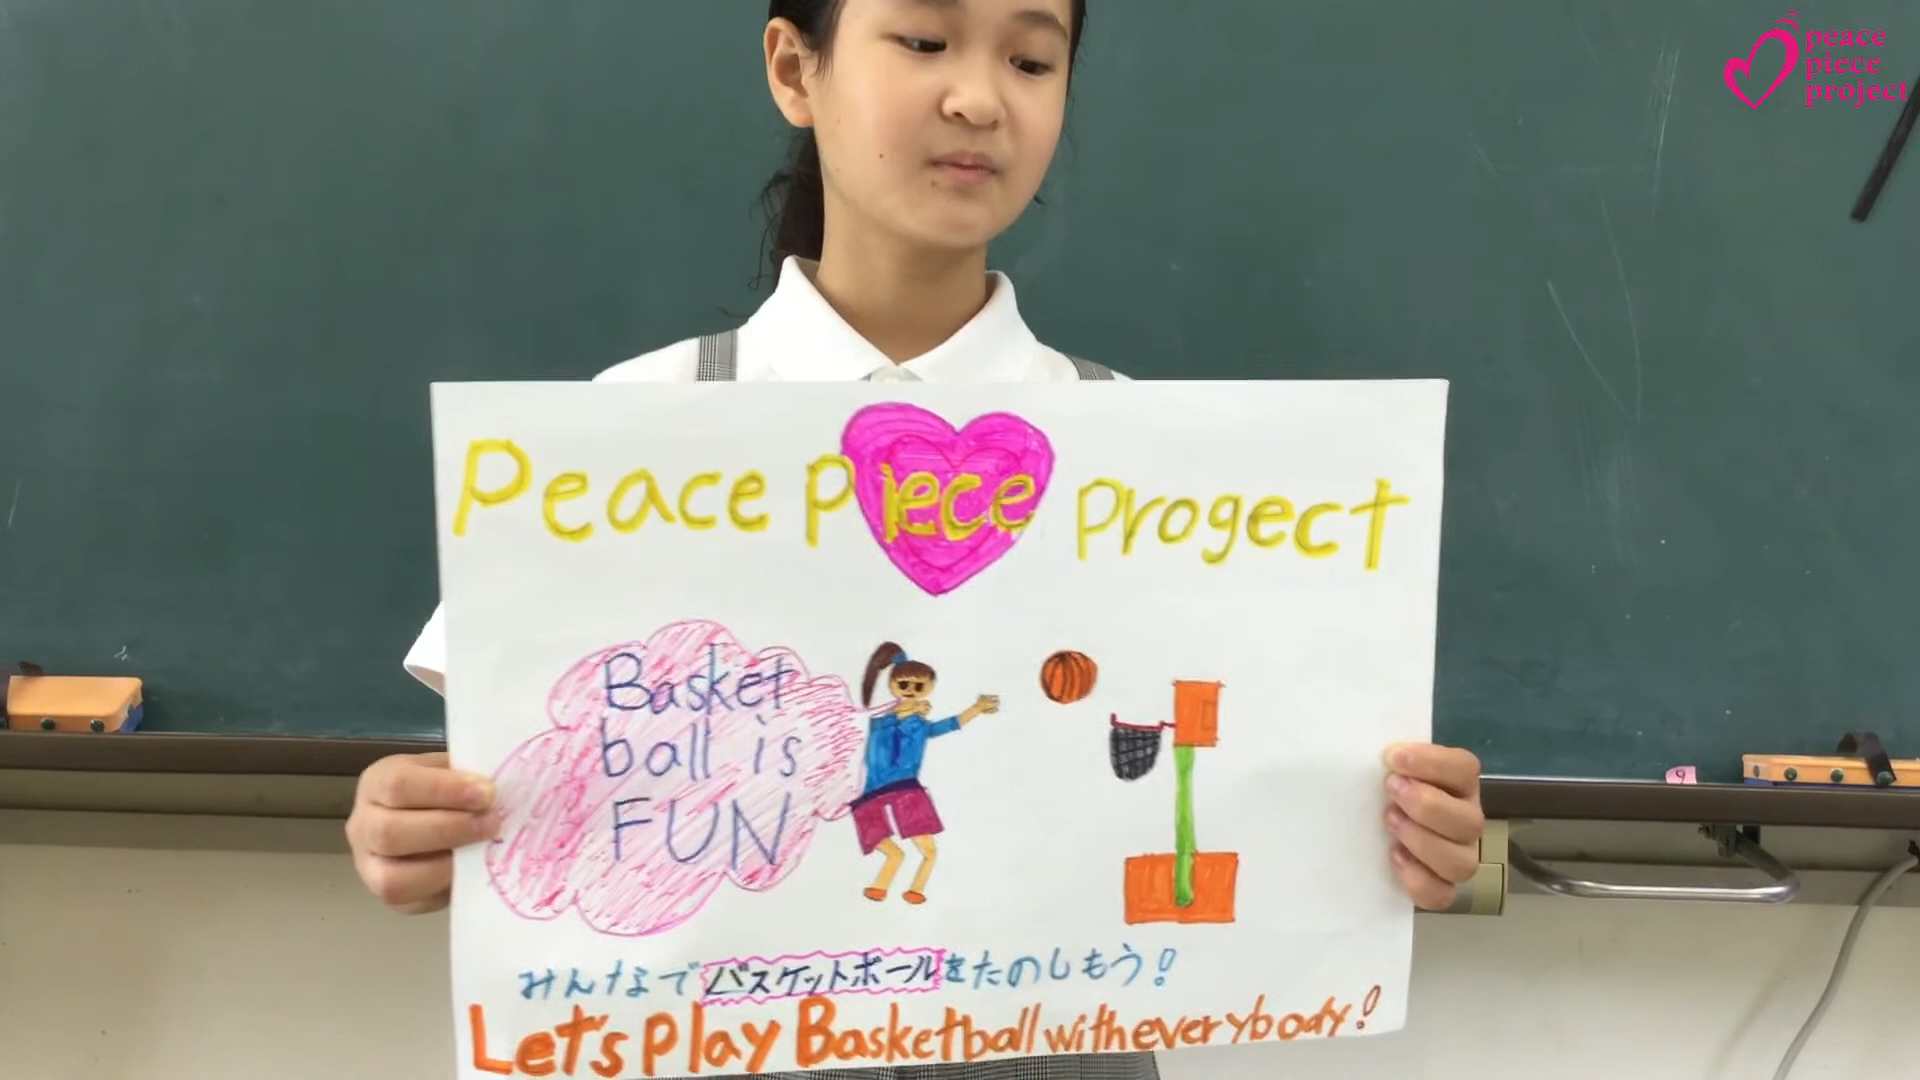 peace
piece
project
Peace Piece Progect
Basket
ball is
FUN
みんなでバスケットボールをたのしもう!
Let's play Basketball with everybody!
9